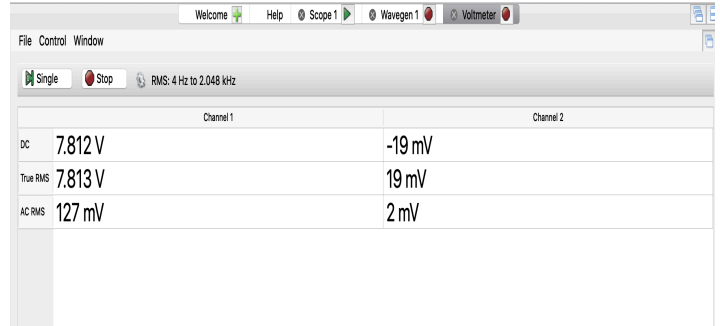 Welcome Help Scope 1 Wavegen 1 Voltmeter
File Control Window
Single Stop RMS: 4 Hz to 2.048 kHz
Channel 1 Channel 2
DC 7.812 V -19 mV
True RMS 7.813 V 19 mV
AC RMS 127 mV 2 mV